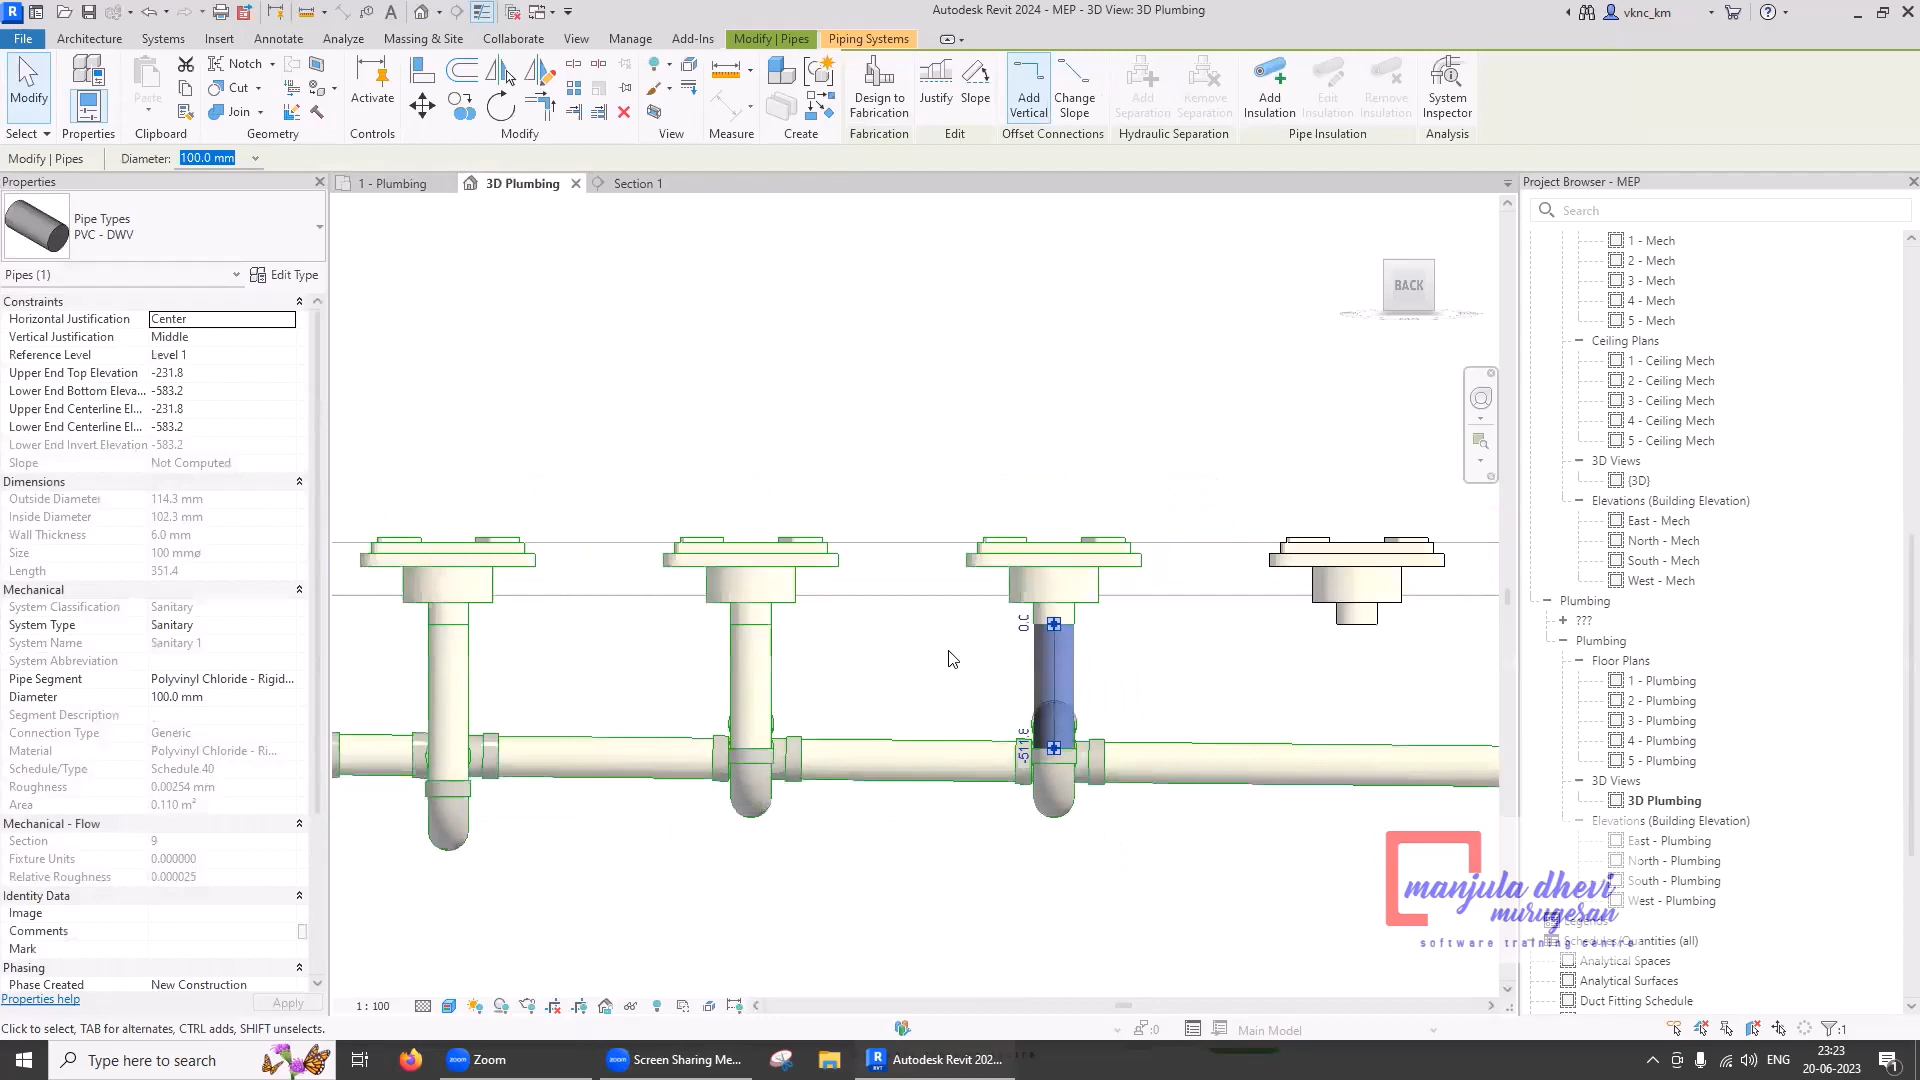 Autodesk Revit 2024 - MEP - 3D View: 3D Plumbing
vknc_km
File
Architecture
Systems
Insert
Annotate
Analyze
Massing & Site
Collaborate
View
Manage
Add-Ins
Modify | Pipes
Piping Systems
Modify
Properties
Paste
Notch
Cut
Join
Activate
Design to Fabrication
Justify
Slope
Add Vertical
Change Slope
Add Separation
Remove Separation
Add Insulation
Edit Insulation
Remove Insulation
System Inspector
Select
Properties
Clipboard
Geometry
Controls
Modify
View
Measure
Create
Fabrication
Edit
Offset Connections
Hydraulic Separation
Pipe Insulation
Analysis
Modify | Pipes
Diameter: 100.0 mm
Properties
1 - Plumbing
3D Plumbing
Section 1
Project Browser - MEP
Pipe Types
PVC - DWV
Pipes (1)
Edit Type
Constraints
Horizontal Justification Center
Vertical Justification Middle
Reference Level Level 1
Upper End Top Elevation -231.8
Lower End Bottom Eleva... -583.2
Upper End Centerline El... -231.8
Lower End Centerline El... -583.2
Lower End Invert Elevation -583.2
Slope Not Computed
Dimensions
Outside Diameter 114.3 mm
Inside Diameter 102.3 mm
Wall Thickness 6.0 mm
Size 100 mmø
Length 351.4
Mechanical
System Classification Sanitary
System Type Sanitary
System Name Sanitary 1
System Abbreviation
Pipe Segment Polyvinyl Chloride - Rigid...
Diameter 100.0 mm
Segment Description
Connection Type Generic
Material Polyvinyl Chloride - Ri...
Schedule/Type Schedule 40
Roughness 0.00254 mm
Area 0.110 m²
Mechanical - Flow
Section 9
Fixture Units 0.000000
Relative Roughness 0.000025
Identity Data
Image
Comments
Mark
Phasing
Phase Created New Construction
Properties help
Apply
BACK
0.0
-511.8
Search
1 - Mech
2 - Mech
3 - Mech
4 - Mech
5 - Mech
Ceiling Plans
1 - Ceiling Mech
2 - Ceiling Mech
3 - Ceiling Mech
4 - Ceiling Mech
5 - Ceiling Mech
3D Views
{3D}
Elevations (Building Elevation)
East - Mech
North - Mech
South - Mech
West - Mech
Plumbing
???
Plumbing
Floor Plans
1 - Plumbing
2 - Plumbing
3 - Plumbing
4 - Plumbing
5 - Plumbing
3D Views
3D Plumbing
Elevations (Building Elevation)
East - Plumbing
North - Plumbing
South - Plumbing
West - Plumbing
Legends
Schedules/Quantities (all)
Analytical Spaces
Analytical Surfaces
Duct Fitting Schedule
manjula dhevi
murugesan
software training centre
1 : 100
Click to select, TAB for alternates, CTRL adds, SHIFT unselects.
:0
Main Model
:1
Type here to search
Zoom
Screen Sharing Me...
Autodesk Revit 202...
ENG
23:23
20-06-2023
1